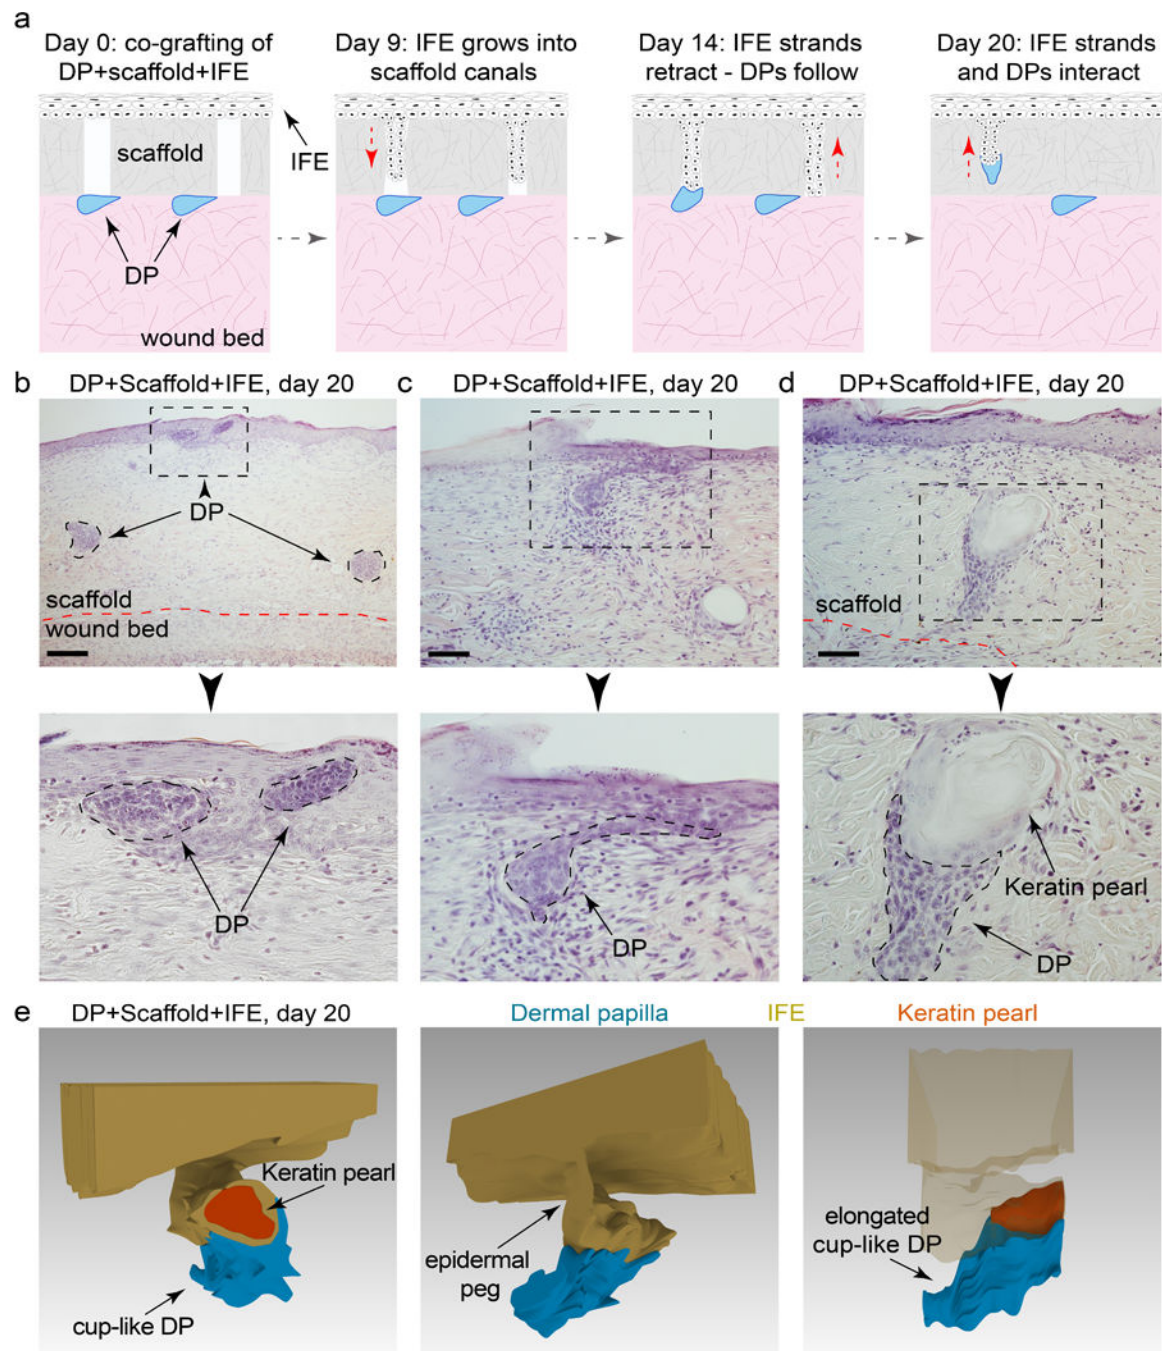 a
Day 0: co-grafting of
DP+scaffold+IFE
Day 9: IFE grows into
scaffold canals
Day 14: IFE strands
retract - DPs follow
Day 20: IFE strands
and DPs interact
scaffold
IFE
DP
wound bed
b
DP+Scaffold+IFE, day 20
DP
scaffold
wound bed
DP
c
DP+Scaffold+IFE, day 20
DP
d
DP+Scaffold+IFE, day 20
scaffold
Keratin pearl
DP
e
DP+Scaffold+IFE, day 20
Dermal papilla
IFE
Keratin pearl
Keratin pearl
cup-like DP
epidermal
peg
elongated
cup-like DP